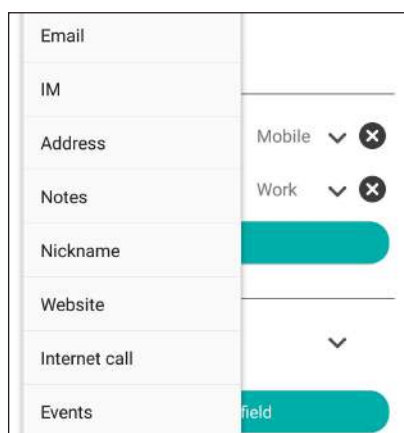 Email
IM
Address
Mobile
Notes
Work
Nickname
Website
Internet call
Events
field